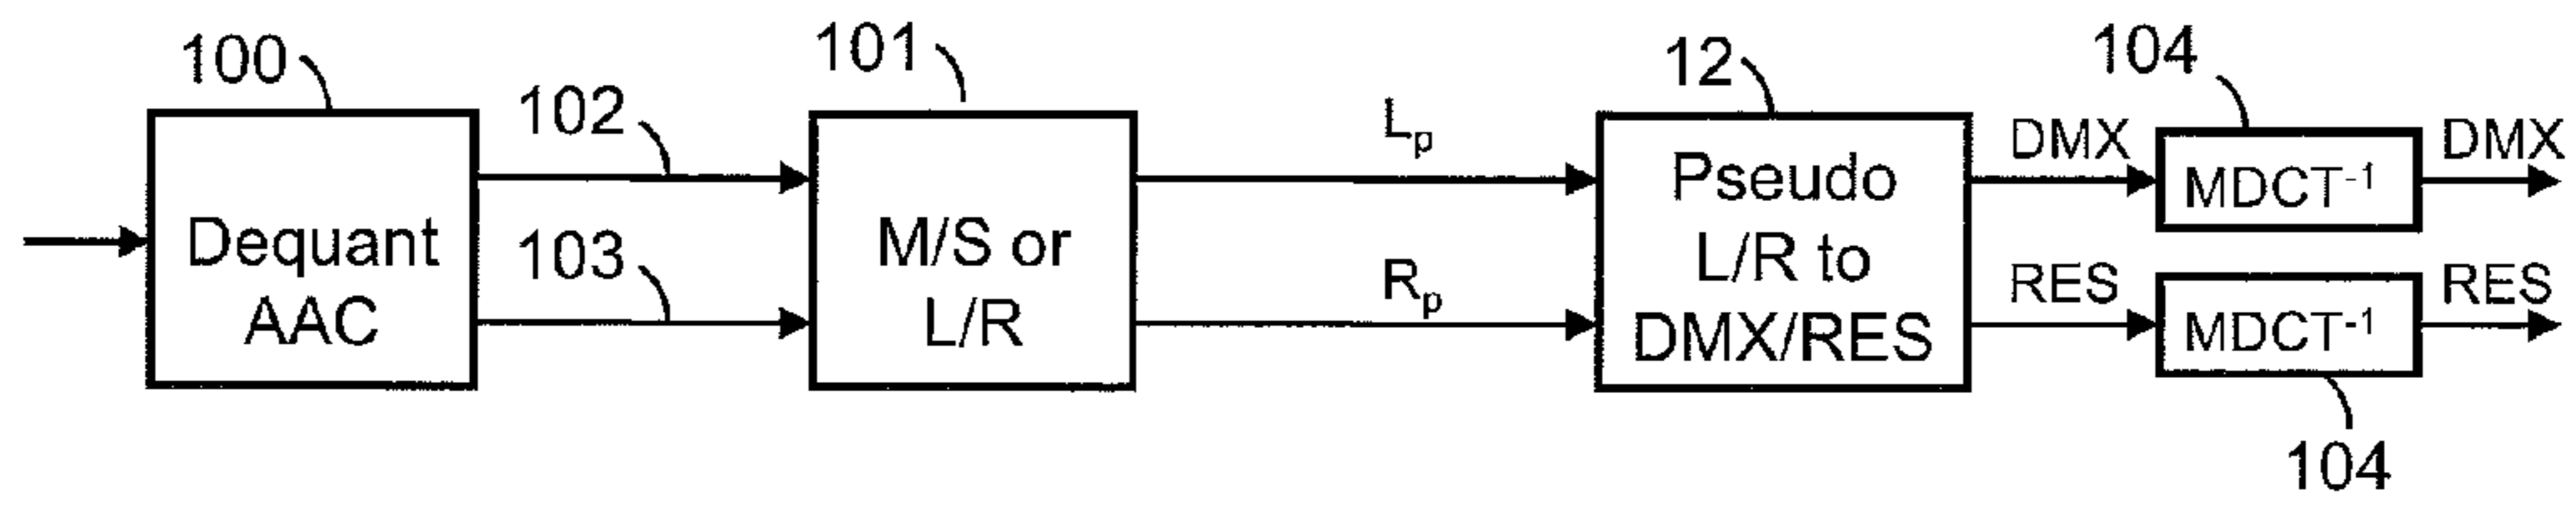 100
102
101
12
104
103
Dequant
AAC
M/S or
L/R
Lp
Rp
Pseudo
L/R to
DMX/RES
DMX
RES
MDCT-1
MDCT-1
DMX
RES
104